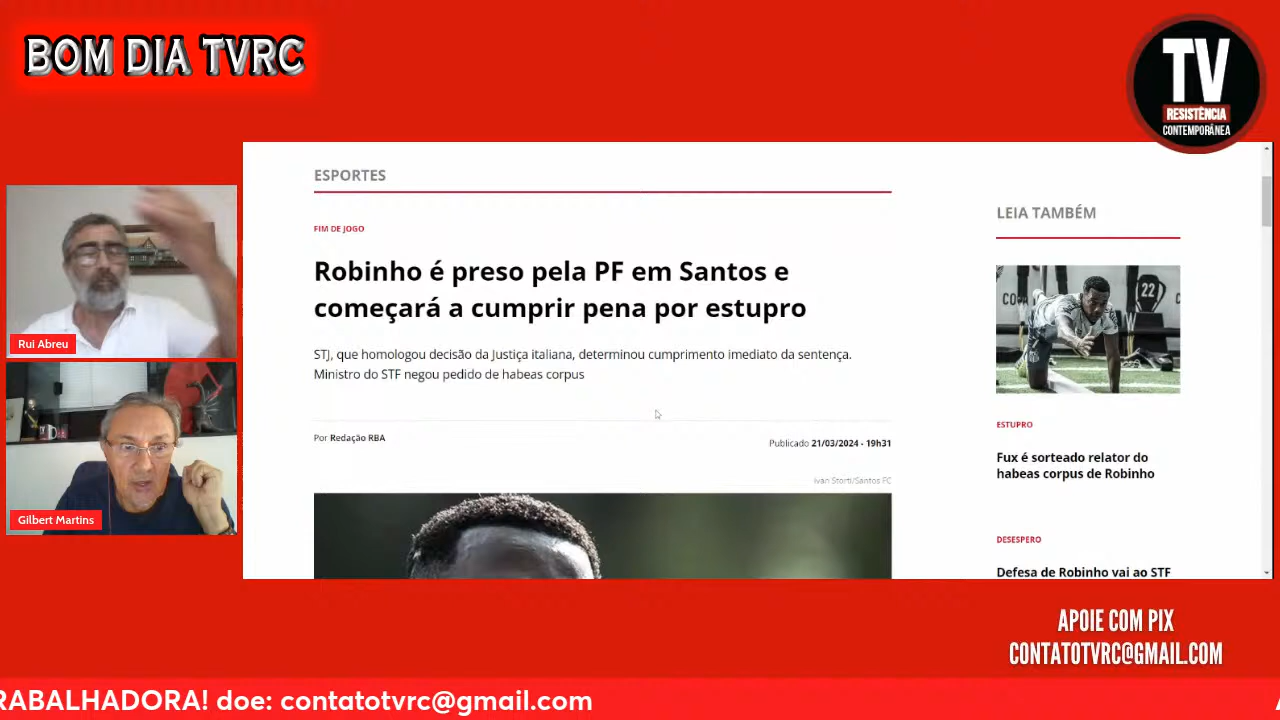 BOM DIA TVRC
TV
RESISTÊNCIA
CONTEMPORÂNEA
ESPORTES
FIM DE JOGO
Robinho é preso pela PF em Santos e
começará a cumprir pena por estupro
STJ, que homologou decisão da Justiça italiana, determinou cumprimento imediato da sentença.
Ministro do STF negou pedido de habeas corpus
Por Redação RBA
Publicado 21/03/2024 - 19h31
Ivan Storti/Santos FC
LEIA TAMBÉM
22
ESTUPRO
Fux é sorteado relator do
habeas corpus de Robinho
DESESPERO
Defesa de Robinho vai ao STF
Rui Abreu
Gilbert Martins
APOIE COM PIX
CONTATOTVRC@GMAIL.COM
RABALHADORA! doe: contatotvrc@gmail.com